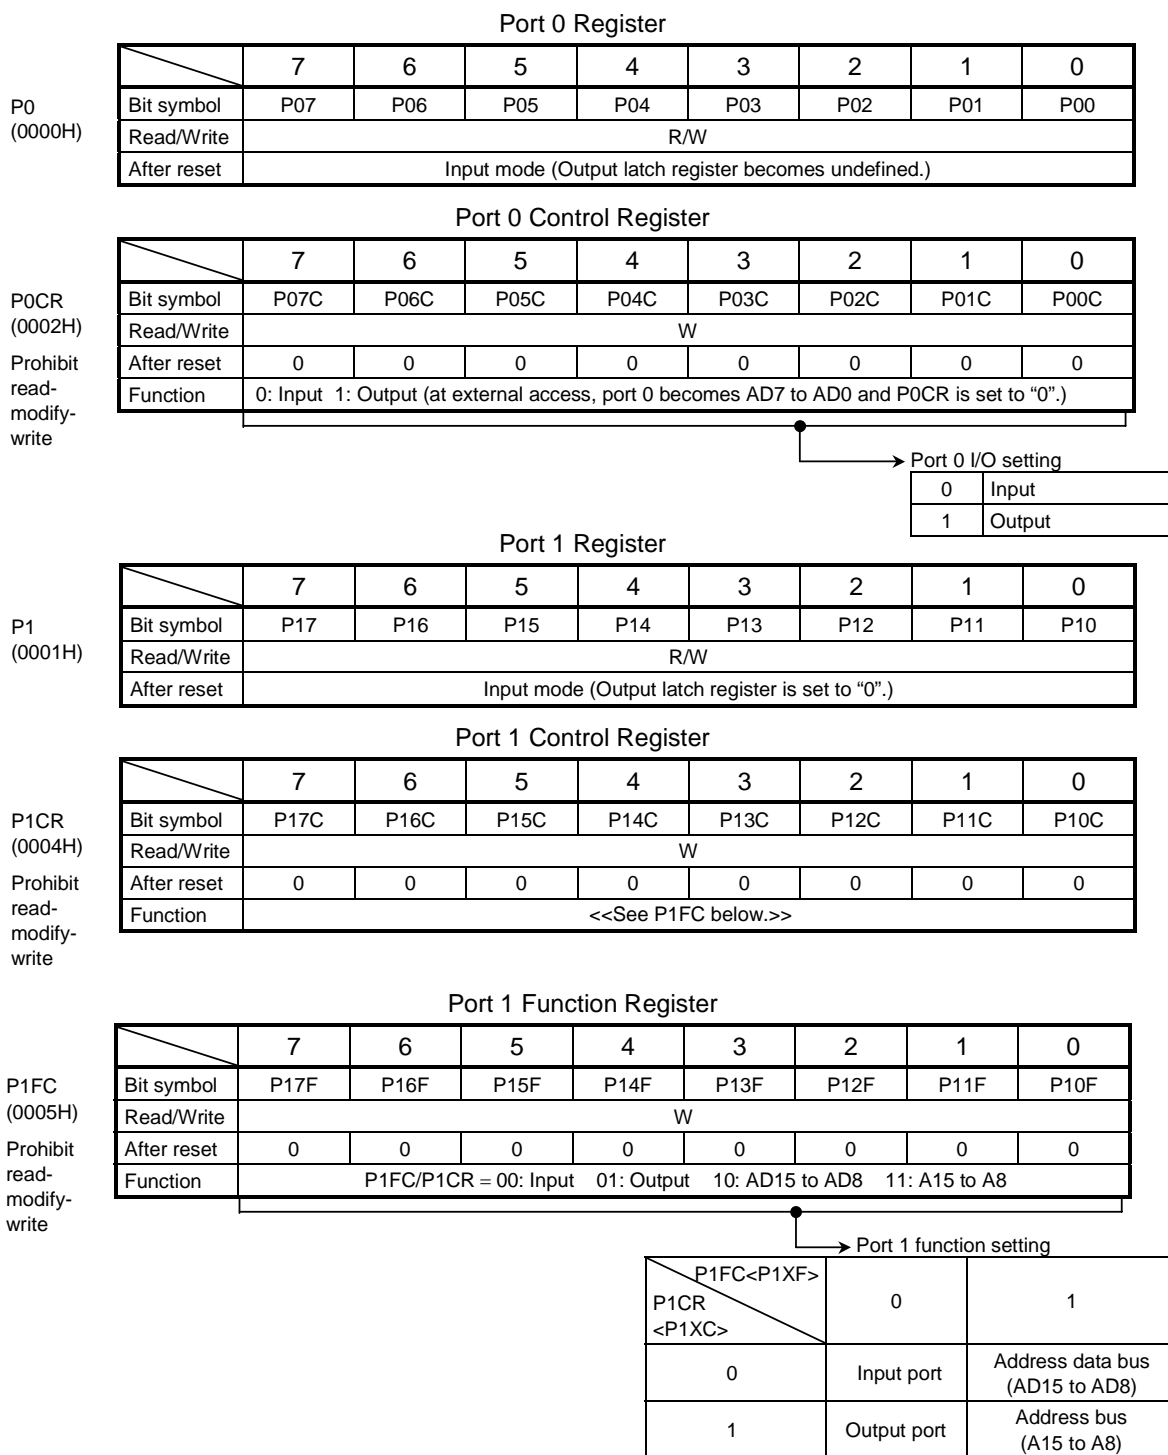 Port 0 Register
7 6 5 4 3 2 1 0
P0
(0000H)
Bit symbol P07 P06 P05 P04 P03 P02 P01 P00
Read/Write R/W
After reset Input mode (Output latch register becomes undefined.)
Port 0 Control Register
7 6 5 4 3 2 1 0
P0CR
(0002H)
Prohibit
read-
modify-
write
Bit symbol P07C P06C P05C P04C P03C P02C P01C P00C
Read/Write W
After reset 0 0 0 0 0 0 0 0
Function 0: Input 1: Output (at external access, port 0 becomes AD7 to AD0 and P0CR is set to “0”.)
Port 0 I/O setting
0 Input
1 Output
Port 1 Register
7 6 5 4 3 2 1 0
P1
(0001H)
Bit symbol P17 P16 P15 P14 P13 P12 P11 P10
Read/Write R/W
After reset Input mode (Output latch register is set to “0”.)
Port 1 Control Register
7 6 5 4 3 2 1 0
P1CR
(0004H)
Prohibit
read-
modify-
write
Bit symbol P17C P16C P15C P14C P13C P12C P11C P10C
Read/Write W
After reset 0 0 0 0 0 0 0 0
Function <<See P1FC below.>>
Port 1 Function Register
7 6 5 4 3 2 1 0
P1FC
(0005H)
Prohibit
read-
modify-
write
Bit symbol P17F P16F P15F P14F P13F P12F P11F P10F
Read/Write W
After reset 0 0 0 0 0 0 0 0
Function P1FC/P1CR = 00: Input 01: Output 10: AD15 to AD8 11: A15 to A8
Port 1 function setting
P1FC<P1XF>
P1CR
<P1XC>
0 1
0 Input port Address data bus
(AD15 to AD8)
1 Output port Address bus
(A15 to A8)